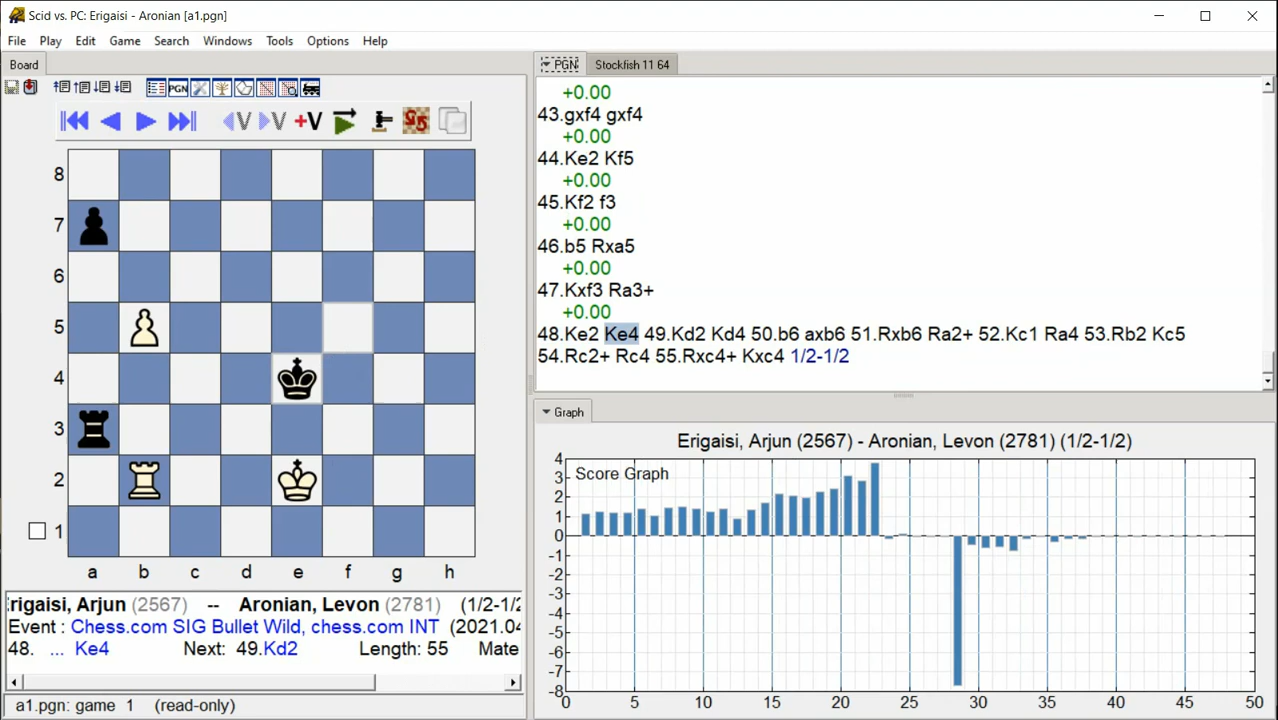 Scid vs. PC: Erigaisi - Aronian [a1.pgn]
File Play Edit Game Search Windows Tools Options Help
Board
PGN
Stockfish 11 64
PGN
+V
8
7
6
5
4
3
2
1
a b c d e f g h
+0.00
43.gxf4 gxf4
+0.00
44.Ke2 Kf5
+0.00
45.Kf2 f3
+0.00
46.b5 Rxa5
+0.00
47.Kxf3 Ra3+
+0.00
48.Ke2 Ke4 49.Kd2 Kd4 50.b6 axb6 51.Rxb6 Ra2+ 52.Kc1 Ra4 53.Rb2 Kc5
54.Rc2+ Rc4 55.Rxc4+ Kxc4 1/2-1/2
Graph
Erigaisi, Arjun (2567) - Aronian, Levon (2781) (1/2-1/2)
Score Graph
4
3
2
1
0
-1
-2
-3
-4
-5
-6
-7
-8
0 5 10 15 20 25 30 35 40 45 50
rigaisi, Arjun (2567) -- Aronian, Levon (2781) (1/2-1/2
Event : Chess.com SIG Bullet Wild, chess.com INT (2021.04
48. ... Ke4 Next: 49.Kd2 Length: 55 Mate
a1.pgn: game 1 (read-only)